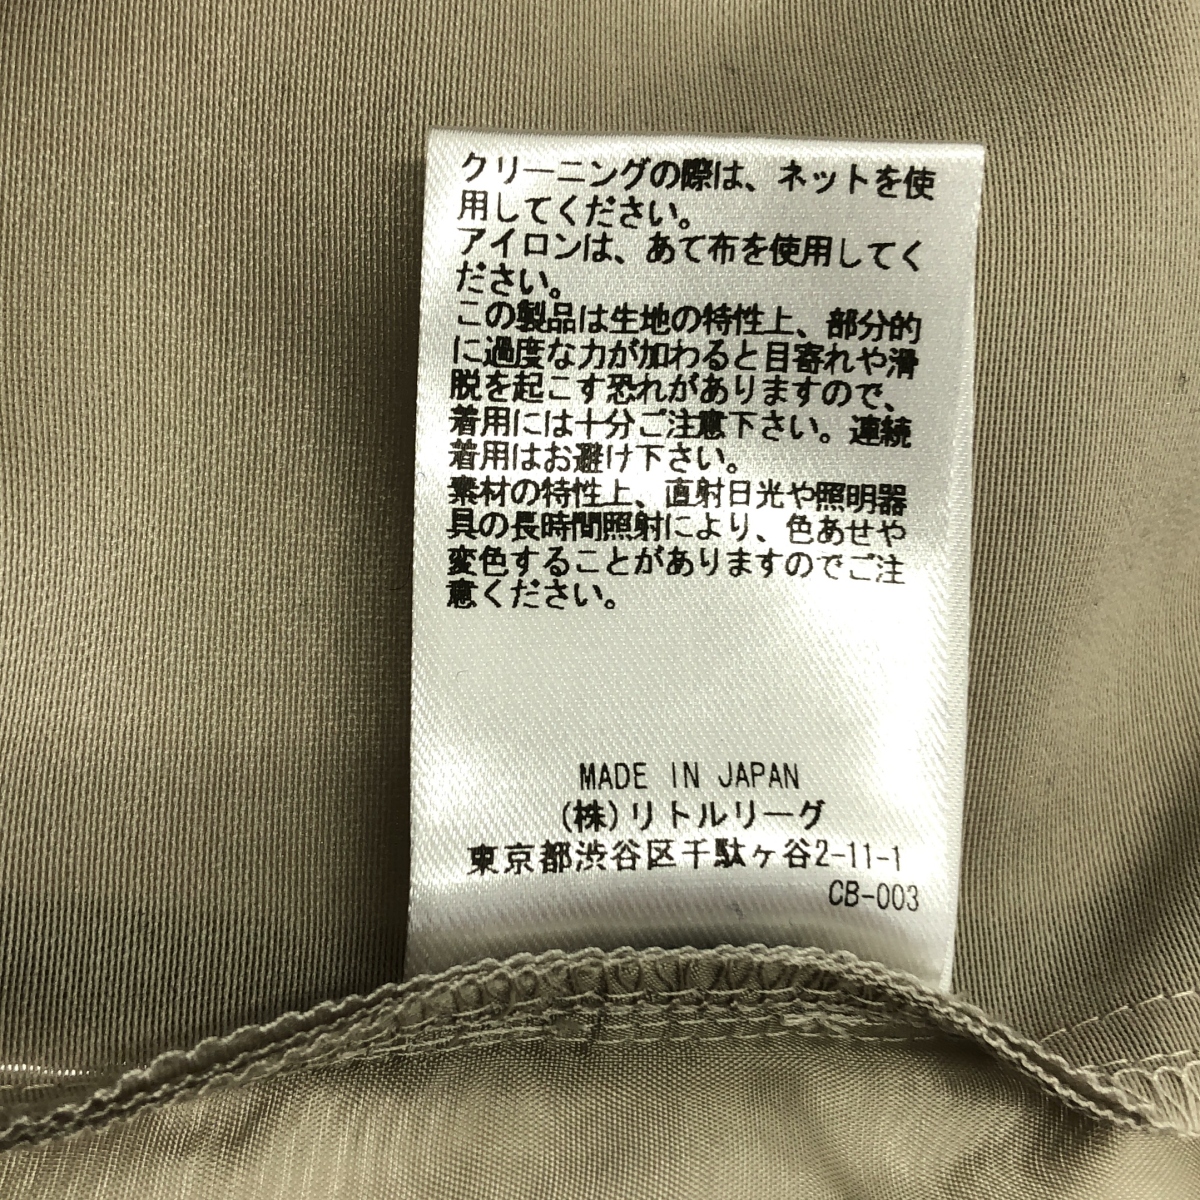 クリーニングの際は、ネットを使
用してください。
アイロンは、あて布を使用してく
ださい。
この製品は生地の特性上、部分的
に過度な力が加わると目寄れや滑
脱を起こす恐れがありますので、
着用には十分ご注意下さい。連続
着用はお避け下さい。
素材の特性上、直射日光や照明器
具の長時間照射により、色あせや
変色することがありますのでご注
意ください。
MADE IN JAPAN
(株)リトルリーグ
東京都渋谷区千駄ヶ谷2-11-1
CB-003